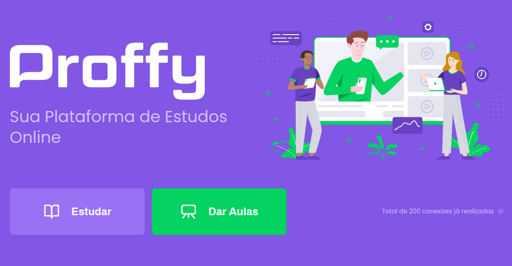 Proffy
Sua Plataforma de Estudos
Online
Estudar
Dar Aulas
Total de 200 conexões já realizadas